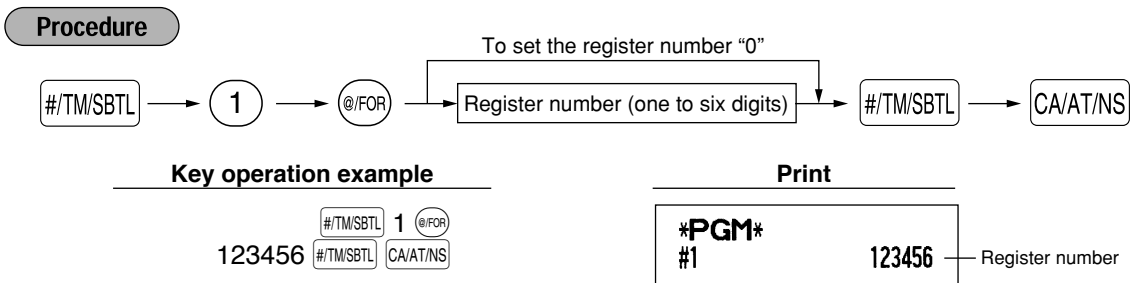 Procedure
To set the register number “0”
#/TM/SBTL 1 @/FOR Register number (one to six digits) #/TM/SBTL CA/AT/NS
Key operation example
#/TM/SBTL 1 @/FOR
123456 #/TM/SBTL CA/AT/NS
Print
*PGM*
#1 123456 Register number